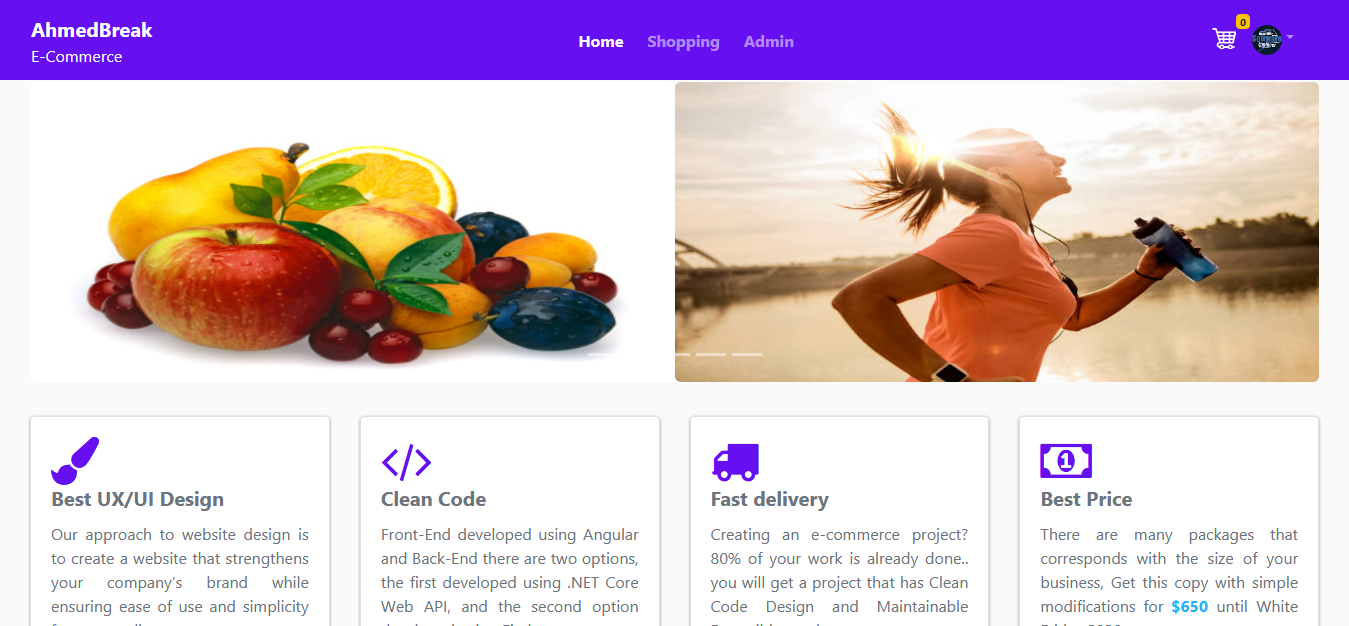 AhmedBreak
E-Commerce
Home Shopping Admin
0
Best UX/UI Design
Our approach to website design is
to create a website that strengthens
your company's brand while
ensuring ease of use and simplicity
Clean Code
Front-End developed using Angular
and Back-End there are two options,
the first developed using .NET Core
Web API, and the second option
Fast delivery
Creating an e-commerce project?
80% of your work is already done..
you will get a project that has Clean
Code Design and Maintainable
1
Best Price
There are many packages that
corresponds with the size of your
business, Get this copy with simple
modifications for $650 until White